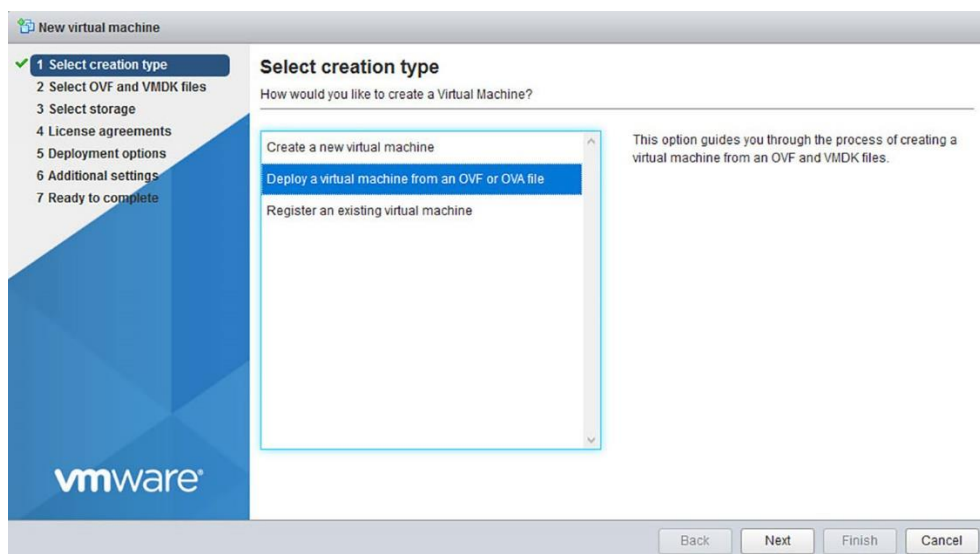 New virtual machine
1 Select creation type
2 Select OVF and VMDK files
3 Select storage
4 License agreements
5 Deployment options
6 Additional settings
7 Ready to complete
vmware®
Select creation type
How would you like to create a Virtual Machine?
Create a new virtual machine
Deploy a virtual machine from an OVF or OVA file
Register an existing virtual machine
This option guides you through the process of creating a
virtual machine from an OVF and VMDK files.
Back
Next
Finish
Cancel